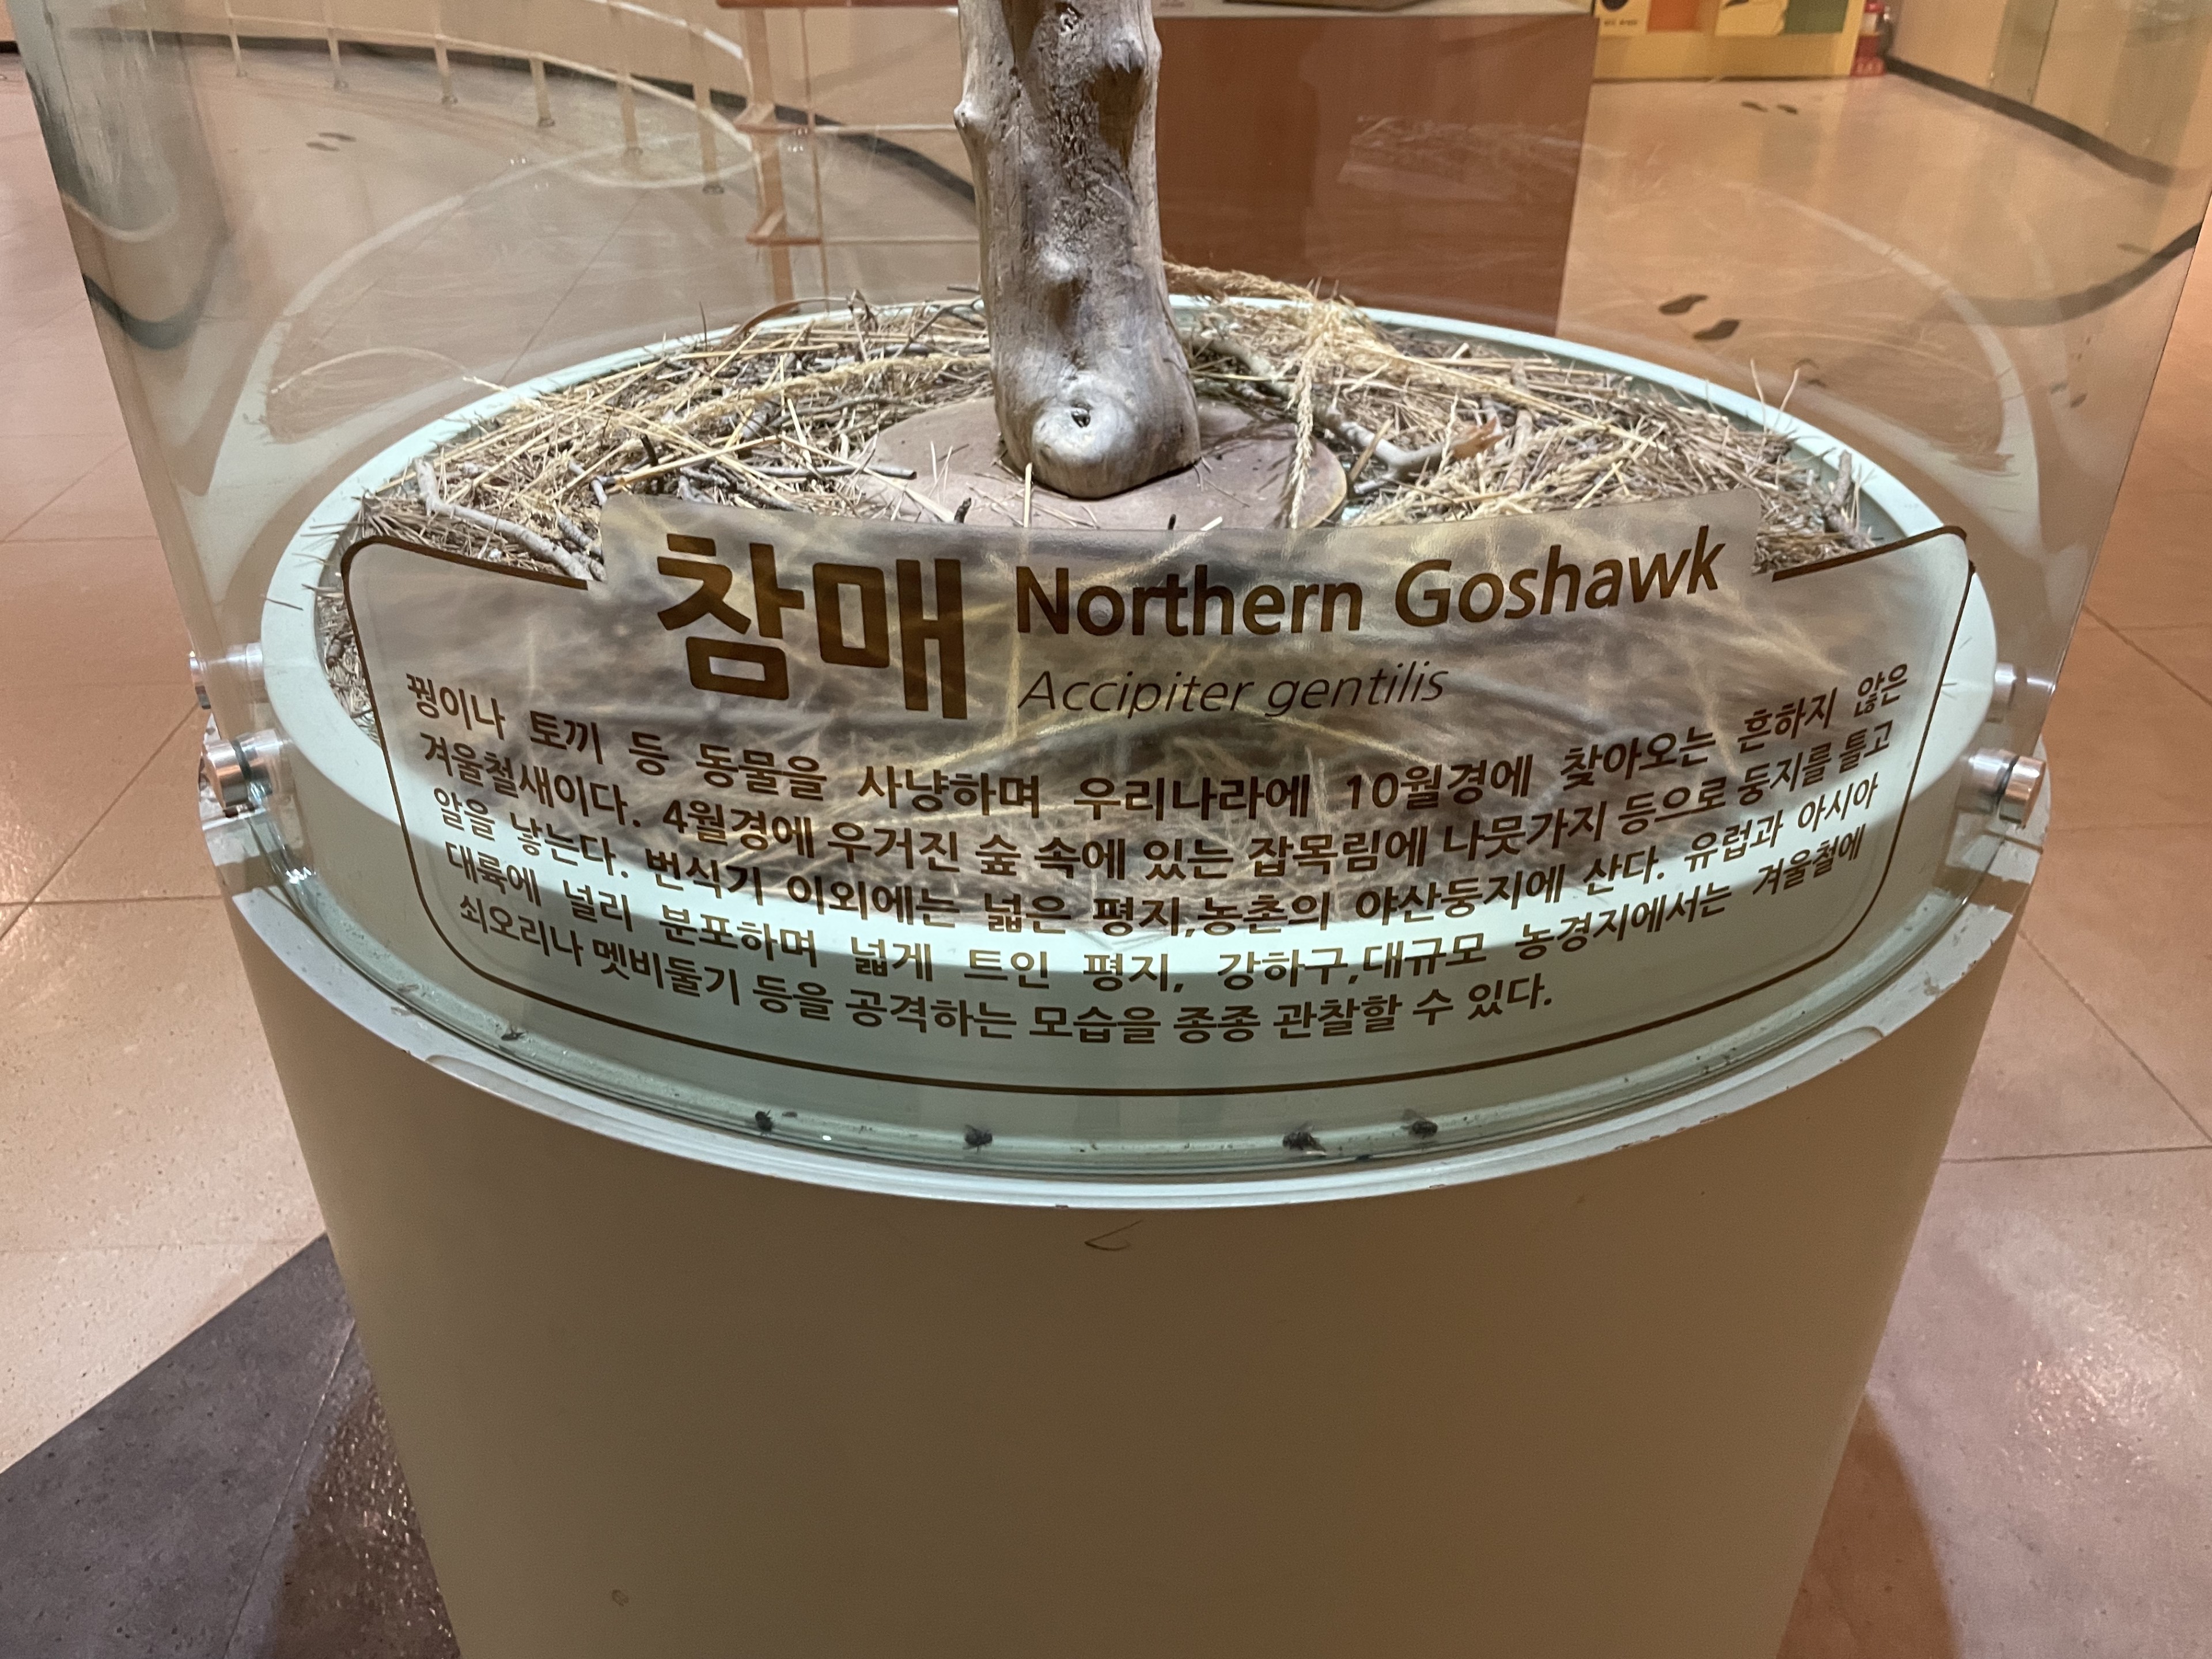 참매 Northern Goshawk
Accipiter gentilis
꿩이나 토끼 등 동물을 사냥하며 우리나라에 10월경에 찾아오는 흔하지 않은
겨울철새이다. 4월경에 우거진 숲 속에 있는 잡목림에 나뭇가지 등으로 둥지를 틀고
알을 낳는다. 번식기 이외에는 넓은 평지,농촌의 야산둥지에 산다. 유럽과 아시아
대륙에 널리 분포하며 넓게 트인 평지, 강하구,대규모 농경지에서는 겨울철에
쇠오리나 멧비둘기 등을 공격하는 모습을 종종 관찰할 수 있다.